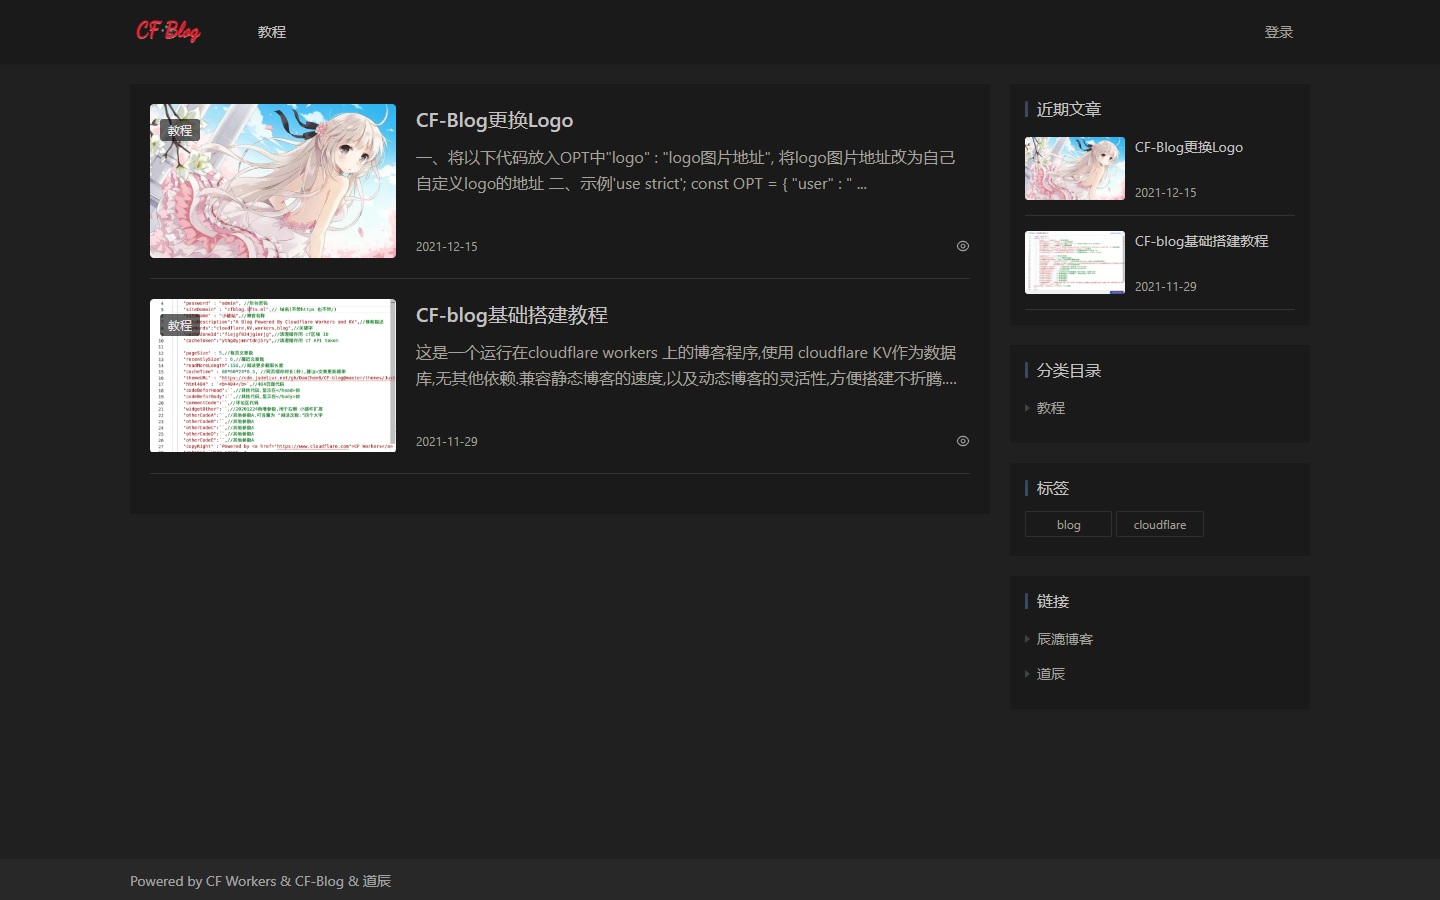 CF-Blog
教程
登录
教程
CF-Blog更换Logo
一、将以下代码放入OPT中"logo" : "logo图片地址", 将logo图片地址改为自己
自定义logo的地址 二、示例'use strict'; const OPT = { "user" : " ...
2021-12-15
教程
CF-blog基础搭建教程
这是一个运行在cloudflare workers 上的博客程序,使用 cloudflare KV作为数据
库,无其他依赖.兼容静态博客的速度,以及动态博客的灵活性,方便搭建不折腾....
2021-11-29
近期文章
CF-Blog更换Logo
2021-12-15
CF-blog基础搭建教程
2021-11-29
分类目录
教程
标签
blog
cloudflare
链接
辰漉博客
道辰
Powered by CF Workers & CF-Blog & 道辰